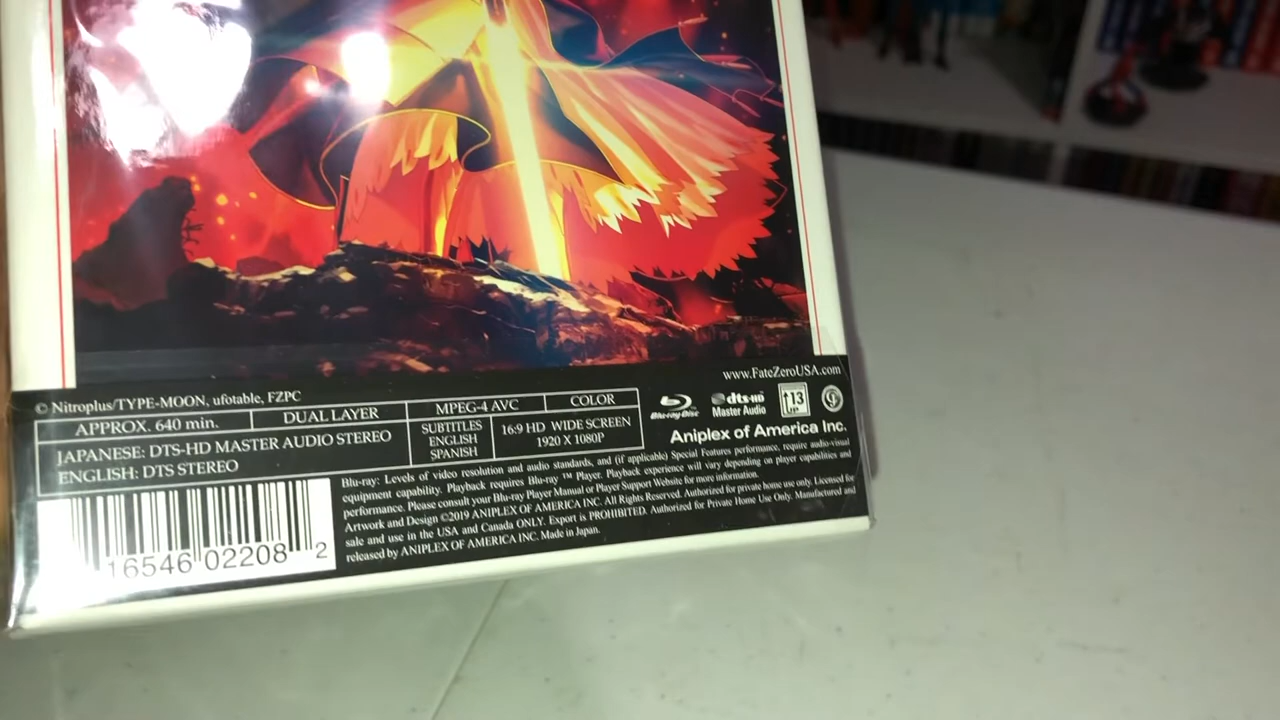 www.FateZeroUSA.com
© Nitroplus/TYPE-MOON, ufotable, FZPC
APPROX. 640 min.
DUAL LAYER
MPEG-4 AVC
COLOR
JAPANESE: DTS-HD MASTER AUDIO STEREO
ENGLISH: DTS STEREO
SUBTITLES
ENGLISH
SPANISH
16:9 HD WIDE SCREEN
1920 X 1080P
Blu-ray Disc
dts-HD
Master Audio
13
Aniplex of America Inc.
Blu-ray: Levels of video resolution and audio standards, and (if applicable) Special Features performance, require audio-visual
equipment capability. Playback requires Blu-ray ™ Player. Playback experience will vary depending on player capabilities and
performance. Please consult your Blu-ray Player Manual or Player Support Website for more information.
Artwork and Design ©2019 ANIPLEX OF AMERICA INC. All Rights Reserved. Authorized for private home use only. Licensed for
sale and use in the USA and Canada ONLY. Export is PROHIBITED. Authorized for Private Home Use Only. Manufactured and
released by ANIPLEX OF AMERICA INC. Made in Japan.
16546 02208 2